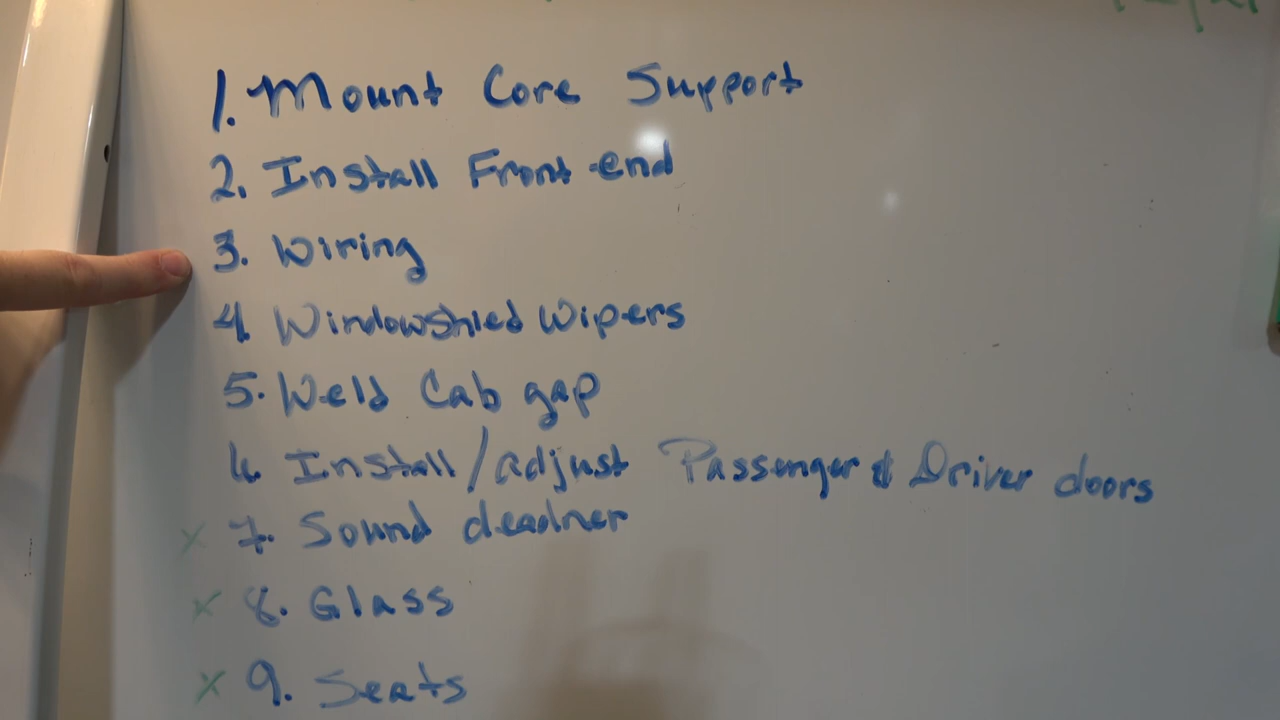 1. Mount Core Support
2. Install Front-end
3. Wiring
4. Windowshied Wipers
5. Weld Cab gap
6. Install/adjust Passenger & Driver doors
x 7. Sound deadner
x 8. Glass
x 9. Seats